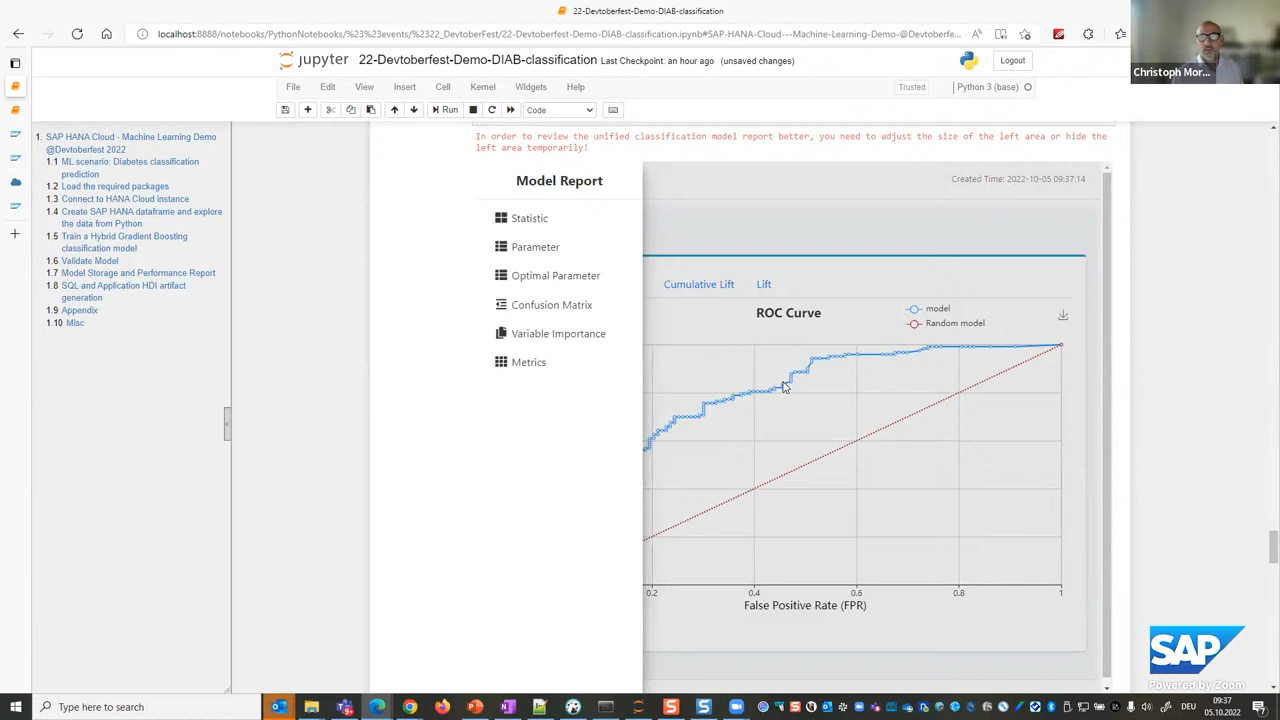 22-Devtoberfest-Demo-DIAB-classification
localhost:8888/notebooks/PythonNotebooks/%23%23events/%2322_DevtoberFest/22-Devtoberfest-Demo-DIAB-classification.ipynb#SAP-HANA-Cloud---Machine-Learning-Demo-@Devtoberfe...
Christoph Mor...
jupyter 22-Devtoberfest-Demo-DIAB-classification Last Checkpoint: an hour ago (unsaved changes)
Logout
File Edit View Insert Cell Kernel Widgets Help
Trusted
Python 3 (base)
Run
Code
1. SAP HANA Cloud - Machine Learning Demo
@Devtoberfest 2022
1.1 ML scenario: Diabetes classification
prediction
1.2 Load the required packages
1.3 Connect to HANA Cloud instance
1.4 Create SAP HANA dataframe and explore
the data from Python
1.5 Train a Hybrid Gradient Boosting
classification model
1.6 Validate Model
1.7 Model Storage and Performance Report
1.8 SQL and Application HDI artifact
generation
1.9 Appendix
1.10 Misc
In order to review the unified classification model report better, you need to adjust the size of the left area or hide the
left area temporarily!
Model Report
Statistic
Parameter
Optimal Parameter
Confusion Matrix
Variable Importance
Metrics
Created Time: 2022-10-05 09:37:14
Cumulative Lift Lift
ROC Curve
model
Random model
0.2 0.4 0.6 0.8 1
False Positive Rate (FPR)
SAP
Powered by Zoom
Type here to search
DEU
09:37
05.10.2022